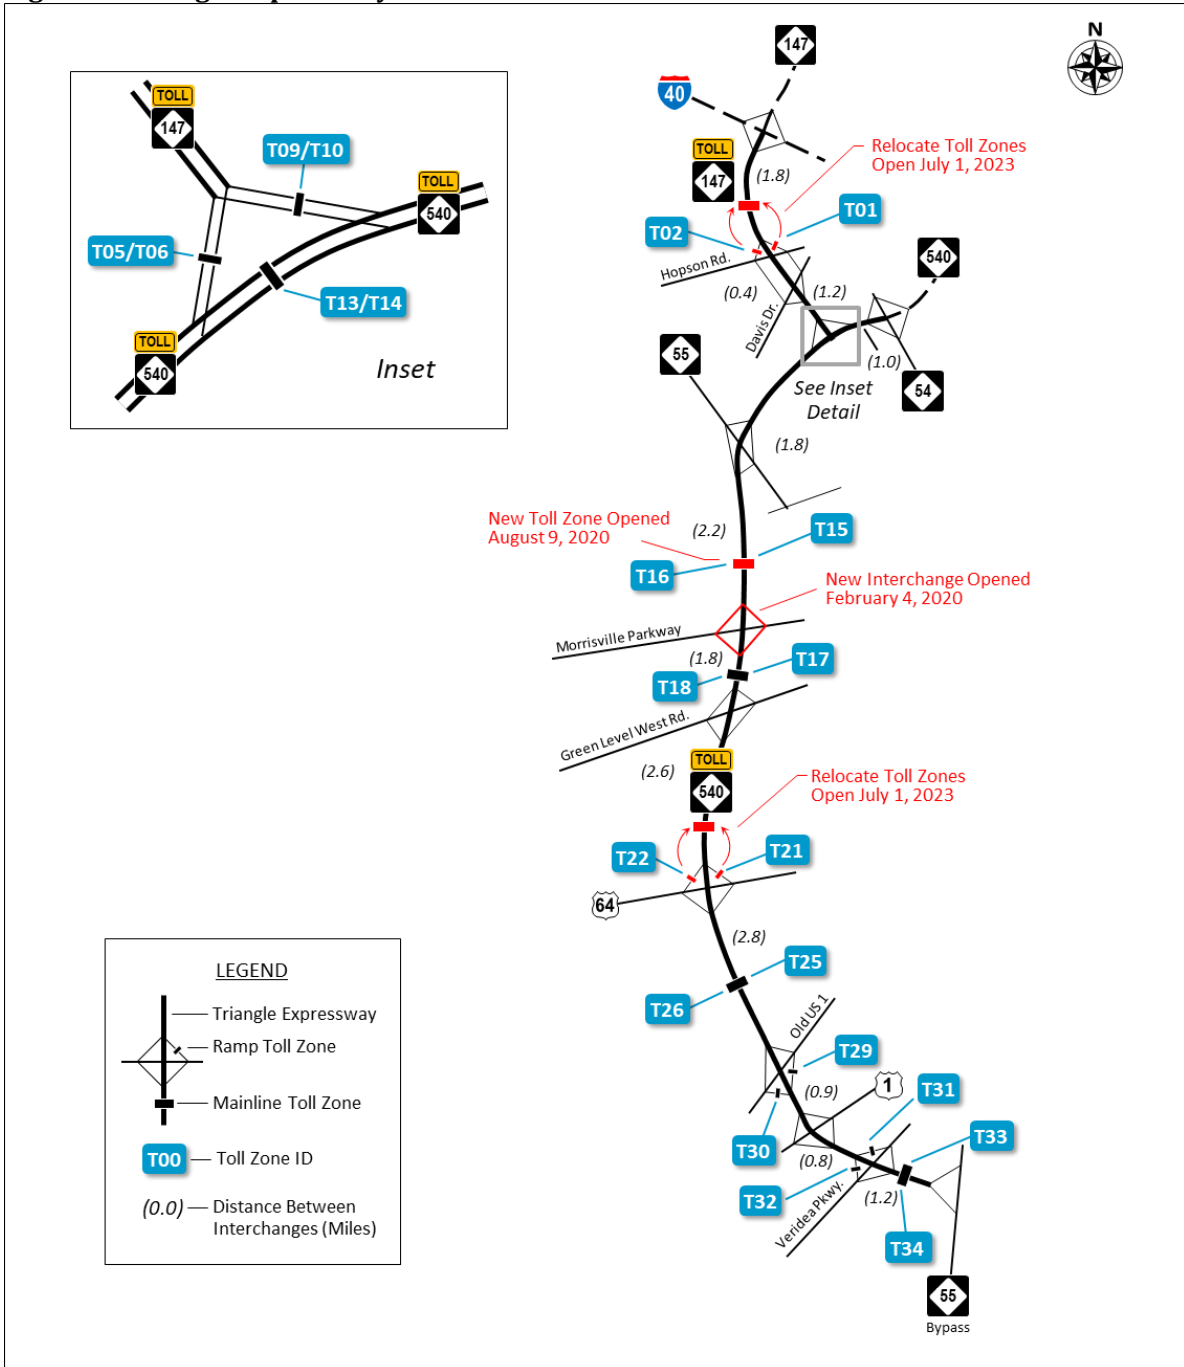 N
147
40
TOLL
147
(1.8)
Relocate Toll Zones
Open July 1, 2023
T01
T02
Hopson Rd.
(0.4)
Davis Dr.
(1.2)
540
(1.0)
54
55
See Inset
Detail
(1.8)
TOLL
147
T09/T10
TOLL
540
T05/T06
T13/T14
TOLL
540
Inset
New Toll Zone Opened
August 9, 2020
(2.2)
T15
T16
New Interchange Opened
February 4, 2020
Morrisville Parkway
(1.8)
T17
T18
Green Level West Rd.
(2.6)
TOLL
540
Relocate Toll Zones
Open July 1, 2023
T22
T21
64
(2.8)
T25
T26
Old US 1
T29
(0.9)
1
T31
T30
(0.8)
T33
T32
Veridea Pkwy.
(1.2)
T34
55
Bypass
LEGEND
Triangle Expressway
Ramp Toll Zone
Mainline Toll Zone
T00
Toll Zone ID
(0.0)
Distance Between
Interchanges (Miles)